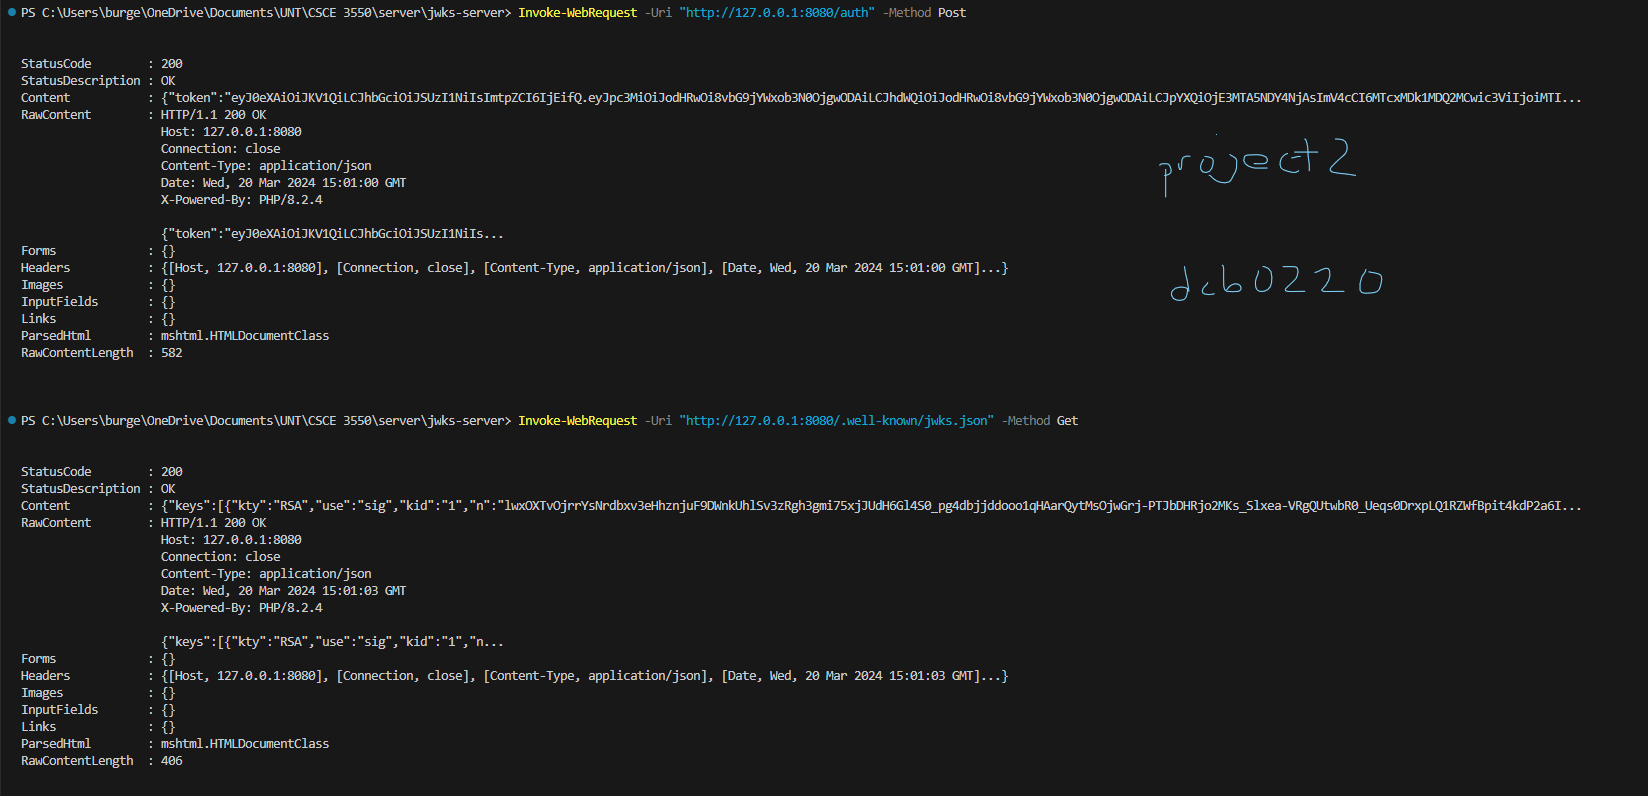 PS C:\Users\burge\OneDrive\Documents\UNT\CSCE 3550\server\jwks-server> Invoke-WebRequest -Uri "http://127.0.0.1:8080/auth" -Method Post
StatusCode : 200
StatusDescription : OK
Content : {"token":"eyJ0eXAiOiJKV1QiLCJhbGciOiJSUzI1NiIsImtpZCI6IjEifQ.eyJpc3MiOiJodHRwOi8vbG9jYWxob3N0OjgwODAiLCJhdWQiOiJodHRwOi8vbG9jYWxob3N0OjgwODAiLCJpYXQiOjE3MTA5NDY4NjAsImV4cCI6MTcxMDk1MDQ2MCwic3ViIjoiMTI...
RawContent : HTTP/1.1 200 OK
Host: 127.0.0.1:8080
Connection: close
Content-Type: application/json
Date: Wed, 20 Mar 2024 15:01:00 GMT
X-Powered-By: PHP/8.2.4
project2
{"token":"eyJ0eXAiOiJKV1QiLCJhbGciOiJSUzI1NiIs...
Forms : {}
Headers : {[Host, 127.0.0.1:8080], [Connection, close], [Content-Type, application/json], [Date, Wed, 20 Mar 2024 15:01:00 GMT]...}
dcb0220
Images : {}
InputFields : {}
Links : {}
ParsedHtml : mshtml.HTMLDocumentClass
RawContentLength : 582
PS C:\Users\burge\OneDrive\Documents\UNT\CSCE 3550\server\jwks-server> Invoke-WebRequest -Uri "http://127.0.0.1:8080/.well-known/jwks.json" -Method Get
StatusCode : 200
StatusDescription : OK
Content : {"keys":[{"kty":"RSA","use":"sig","kid":"1","n":"lwxOXTvOjrrYsNrdbxv3eHhznjuF9DWnkUhlSv3zRgh3gmi75xjJUdH6Gl4S0_pg4dbjjddooo1qHAarQytMsOjwGrj-PTJbDHRjo2MKs_Slxea-VRgQUtwbR0_Ueqs0DrxpLQ1RZWfBpit4kdP2a6I...
RawContent : HTTP/1.1 200 OK
Host: 127.0.0.1:8080
Connection: close
Content-Type: application/json
Date: Wed, 20 Mar 2024 15:01:03 GMT
X-Powered-By: PHP/8.2.4
{"keys":[{"kty":"RSA","use":"sig","kid":"1","n...
Forms : {}
Headers : {[Host, 127.0.0.1:8080], [Connection, close], [Content-Type, application/json], [Date, Wed, 20 Mar 2024 15:01:03 GMT]...}
Images : {}
InputFields : {}
Links : {}
ParsedHtml : mshtml.HTMLDocumentClass
RawContentLength : 406